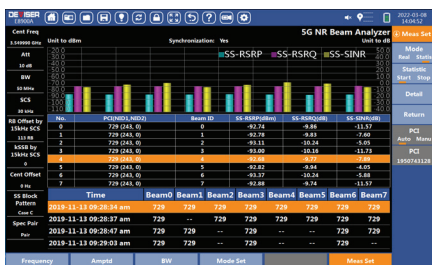 DEVISER
E8900A
2022-03-08
14:04:52
Cent Freq
3.549990 GHz
Att
10 dB
BW
50 MHz
SCS
30 kHz
RB Offset by
15kHz SCS
113 RB
kSSB by
15kHz SCS
0
Cent Offset
0 Hz
SS Block
Pattern
Case C
Spec Pair
Pair
5G NR Beam Analyzer
Unit to dBm
Synchronization: Yes
Unit to dB
SS-RSRP
SS-RSRQ
SS-SINR
No. PCI(NID1,NID2) Beam ID SS-RSRP(dBm) SS-RSRQ(dB) SS-SINR(dB)
0 729 (243, 0) 0 -92.74 -9.86 -11.57
1 729 (243, 0) 1 -92.78 -9.83 -7.60
2 729 (243, 0) 2 -93.11 -10.24 -5.05
3 729 (243, 0) 3 -93.00 -10.16 -11.73
4 729 (243, 0) 4 -92.68 -9.77 -7.89
5 729 (243, 0) 5 -92.82 -9.94 -4.05
6 729 (243, 0) 6 -93.37 -10.24 -5.88
7 729 (243, 0) 7 -92.88 -9.74 -11.57
Time Beam0 Beam1 Beam2 Beam3 Beam4 Beam5 Beam6 Beam7
2019-11-13 09:28:34 am 729 729 729 729 729 729 729 729
2019-11-13 09:28:37 am 729 -- 729 729 729 729 -- 729
2019-11-13 09:28:47 am 729 729 729 729 729 729 729 729
2019-11-13 09:29:03 am 729 -- 729 729 729 729 729 729
Meas Set
Mode
Real Statis
Statistic
Start Stop
Detail
Return
PCI
Auto Manu
PCI
1950743128
Frequency
Amptd
BW
Mode Set
Meas Set